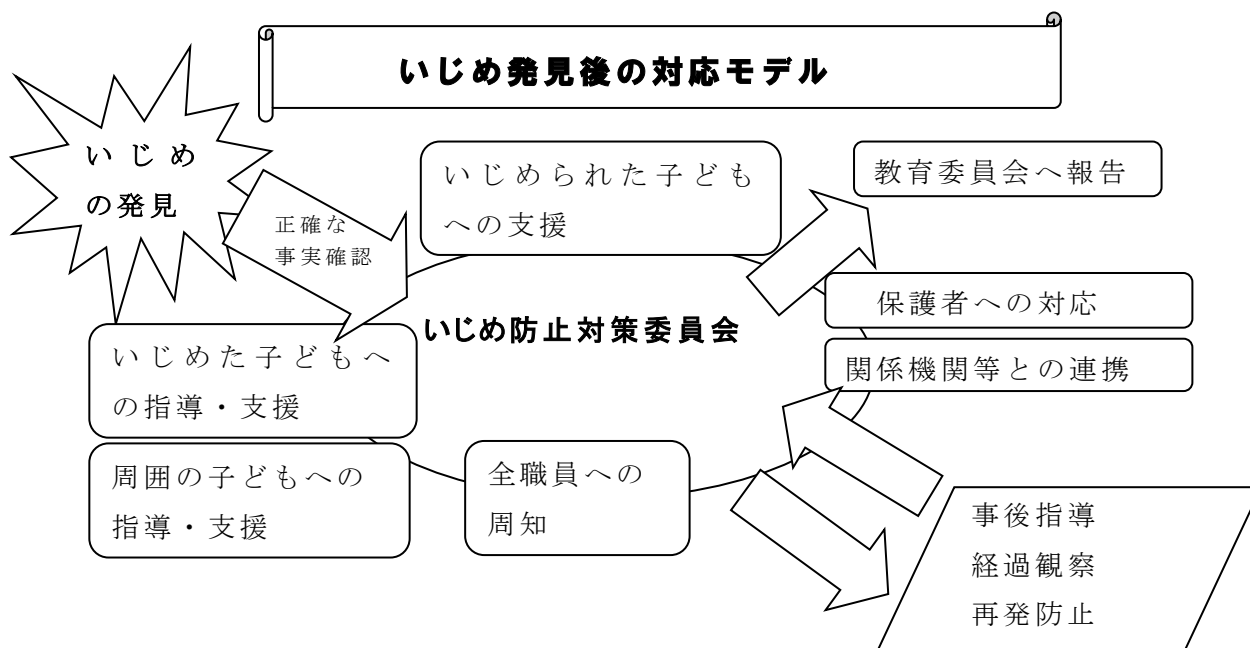 いじめ発見後の対応モデル
いじめ
の発見
正確な
事実確認
いじめられた子ども
への支援
教育委員会へ報告
保護者への対応
関係機関等との連携
いじめ防止対策委員会
いじめた子どもへ
の指導・支援
周囲の子どもへの
指導・支援
全職員への
周知
事後指導
経過観察
再発防止